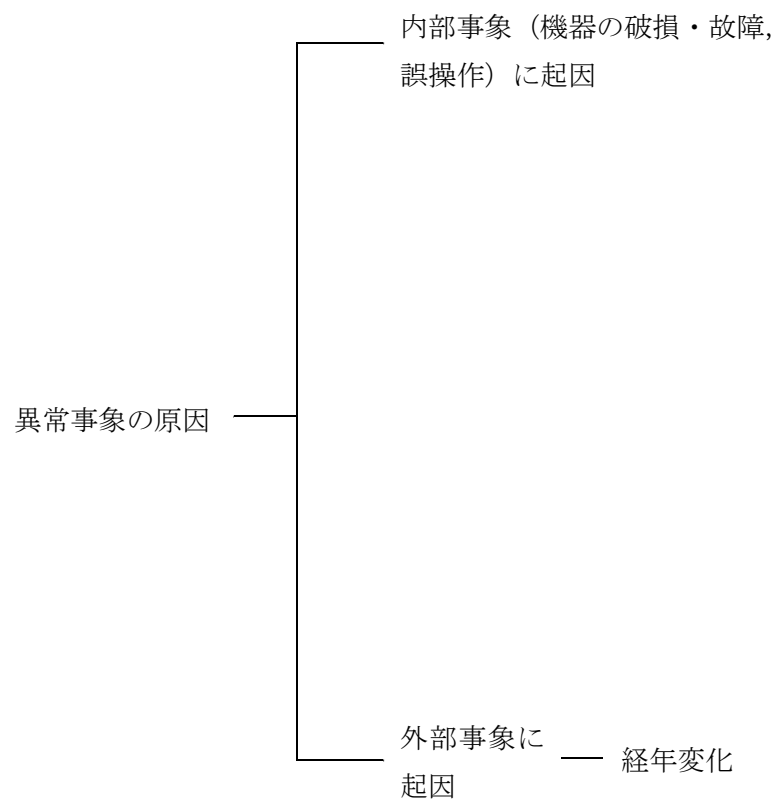 内部事象（機器の破損・故障,
誤操作）に起因
異常事象の原因
外部事象に
起因
経年変化